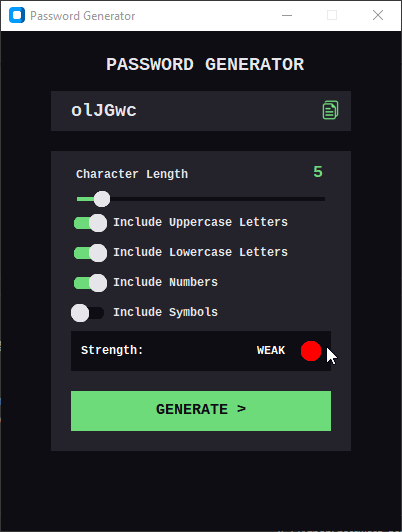 Password Generator
PASSWORD GENERATOR
olJGwc
Character Length 5
Include Uppercase Letters
Include Lowercase Letters
Include Numbers
Include Symbols
Strength: WEAK
GENERATE >